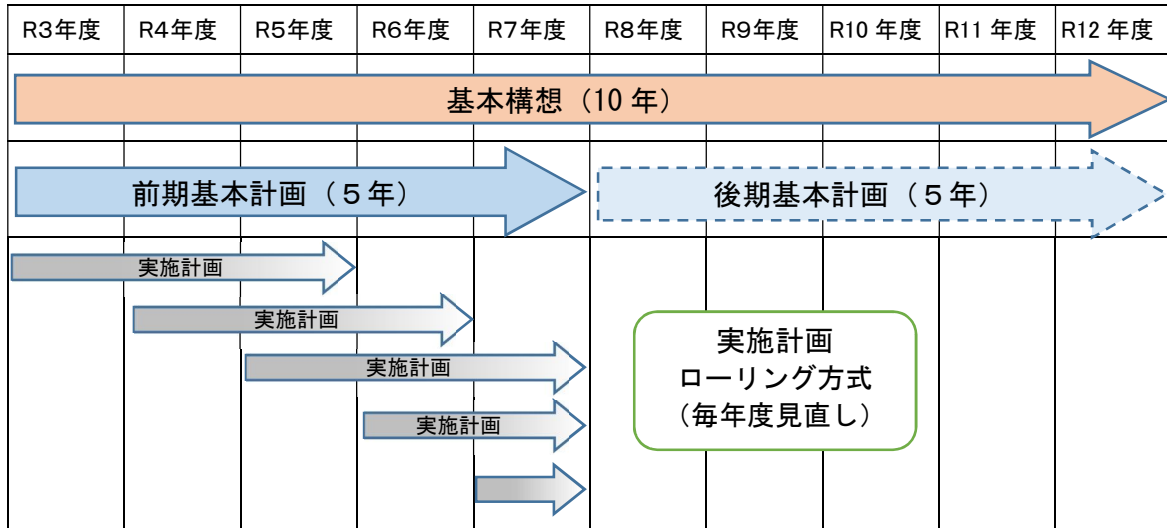 R3年度 R4年度 R5年度 R6年度 R7年度 R8年度 R9年度 R10 年度 R11 年度 R12 年度
基本構想（10 年）
前期基本計画（５年） 後期基本計画（５年）
実施計画
実施計画
実施計画
実施計画
実施計画
ローリング方式
（毎年度見直し）